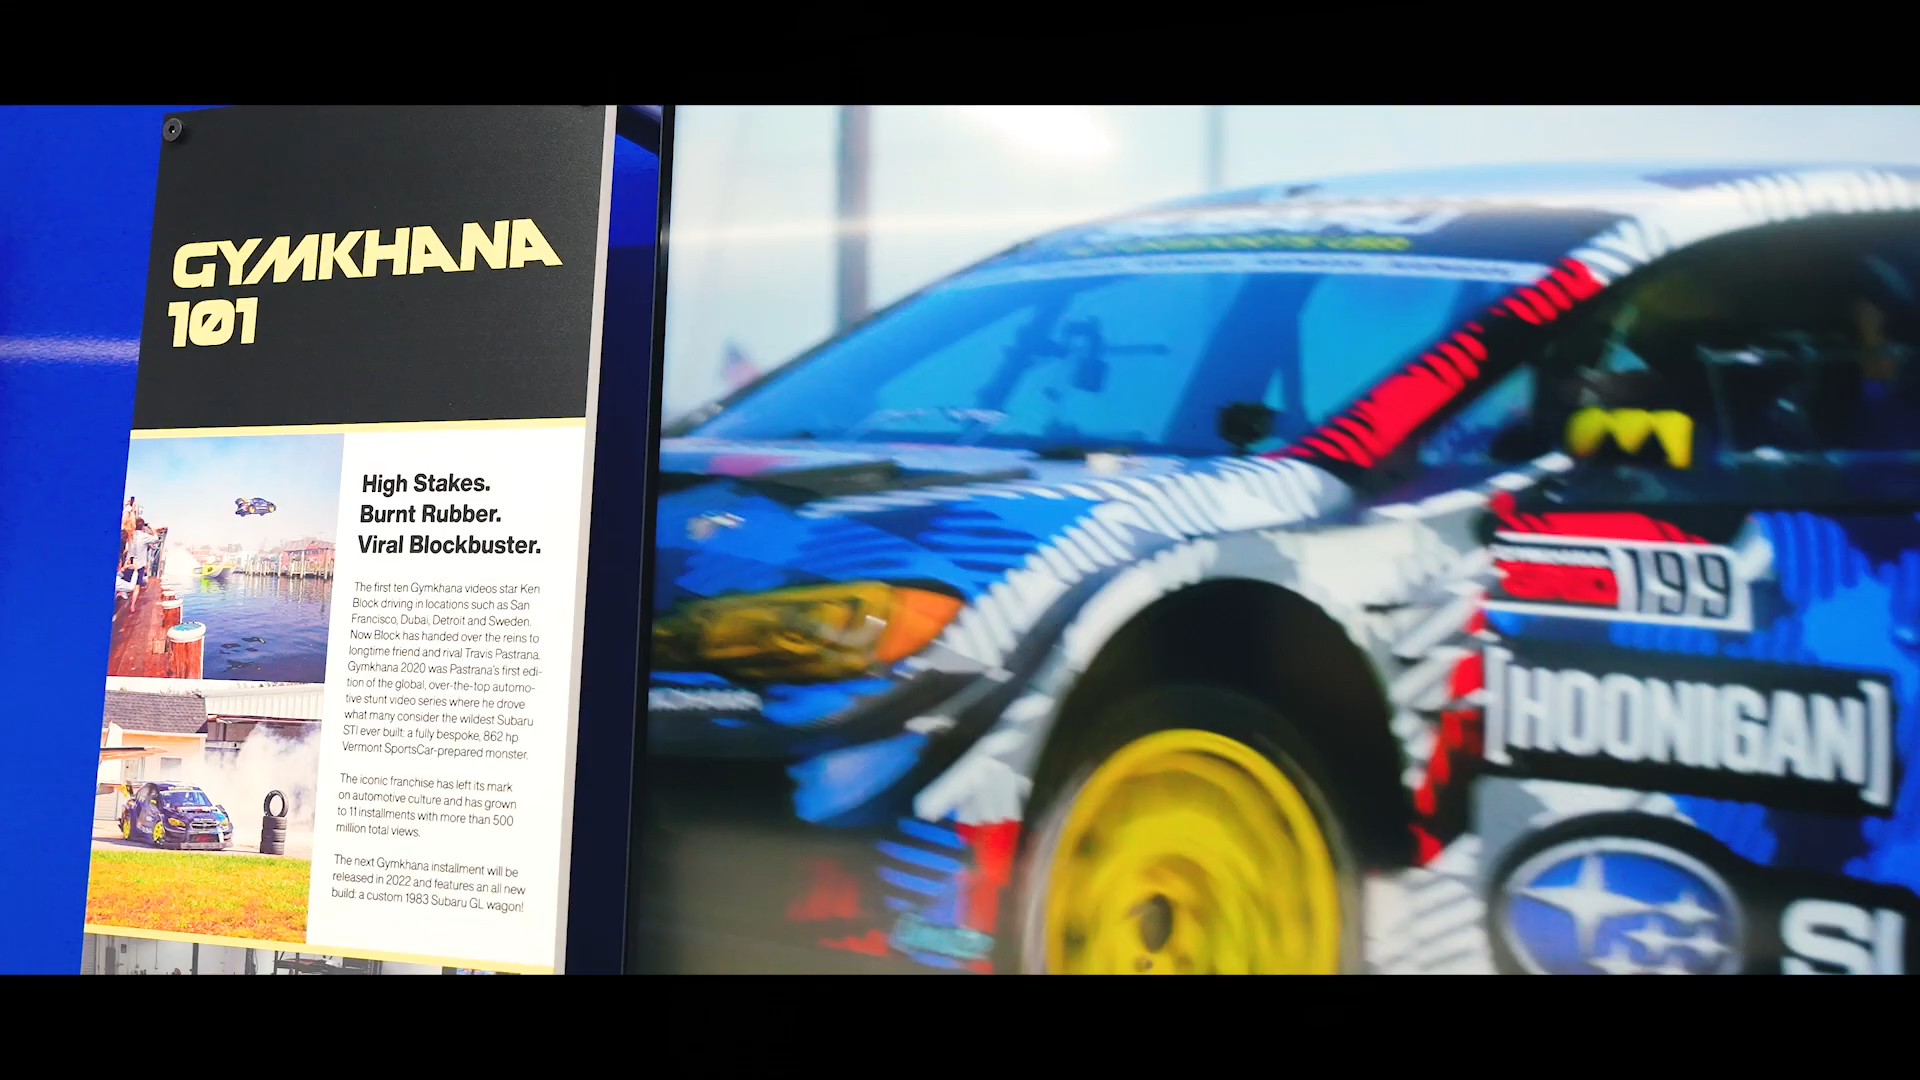 GYMKHANA
101
High Stakes.
Burnt Rubber.
Viral Blockbuster.
The first ten Gymkhana videos star Ken
Block driving in locations such as San
Francisco, Dubai, Detroit and Sweden.
Now Block has handed over the reins to
longtime friend and rival Travis Pastrana.
Gymkhana 2020 was Pastrana's first edi-
tion of the global, over-the-top automo-
tive stunt video series where he drove
what many consider the wildest Subaru
STI ever built: a fully bespoke, 862 hp
Vermont SportsCar-prepared monster.
The iconic franchise has left its mark
on automotive culture and has grown
to 11 installments with more than 500
million total views.
The next Gymkhana installment will be
released in 2022 and features an all new
build: a custom 1983 Subaru GL wagon!
199
[HOONIGAN]